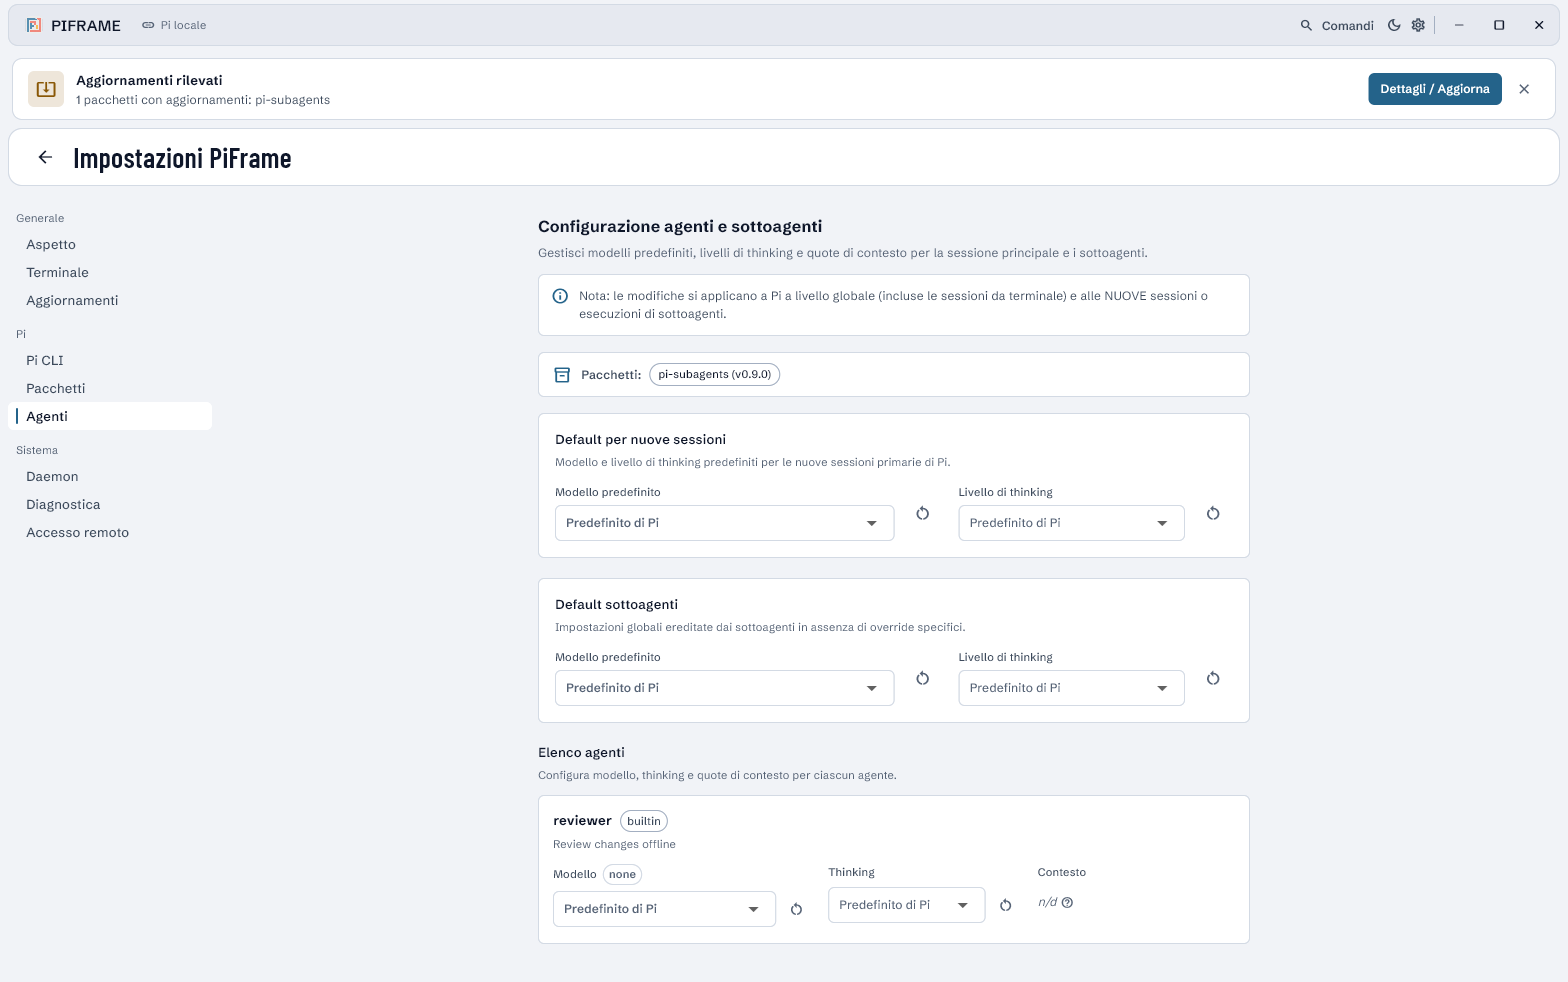 PIFRAME
Pi locale
Comandi
Aggiornamenti rilevati
1 pacchetti con aggiornamenti: pi-subagents
Dettagli / Aggiorna
Impostazioni PiFrame
Generale
Aspetto
Terminale
Aggiornamenti
Pi
Pi CLI
Pacchetti
Agenti
Sistema
Daemon
Diagnostica
Accesso remoto
Configurazione agenti e sottoagenti
Gestisci modelli predefiniti, livelli di thinking e quote di contesto per la sessione principale e i sottoagenti.
Nota: le modifiche si applicano a Pi a livello globale (incluse le sessioni da terminale) e alle NUOVE sessioni o
esecuzioni di sottoagenti.
Pacchetti: pi-subagents (v0.9.0)
Default per nuove sessioni
Modello e livello di thinking predefiniti per le nuove sessioni primarie di Pi.
Modello predefinito
Livello di thinking
Predefinito di Pi
Predefinito di Pi
Default sottoagenti
Impostazioni globali ereditate dai sottoagenti in assenza di override specifici.
Modello predefinito
Livello di thinking
Predefinito di Pi
Predefinito di Pi
Elenco agenti
Configura modello, thinking e quote di contesto per ciascun agente.
reviewer builtin
Review changes offline
Modello none
Thinking
Contesto
Predefinito di Pi
Predefinito di Pi
n/d